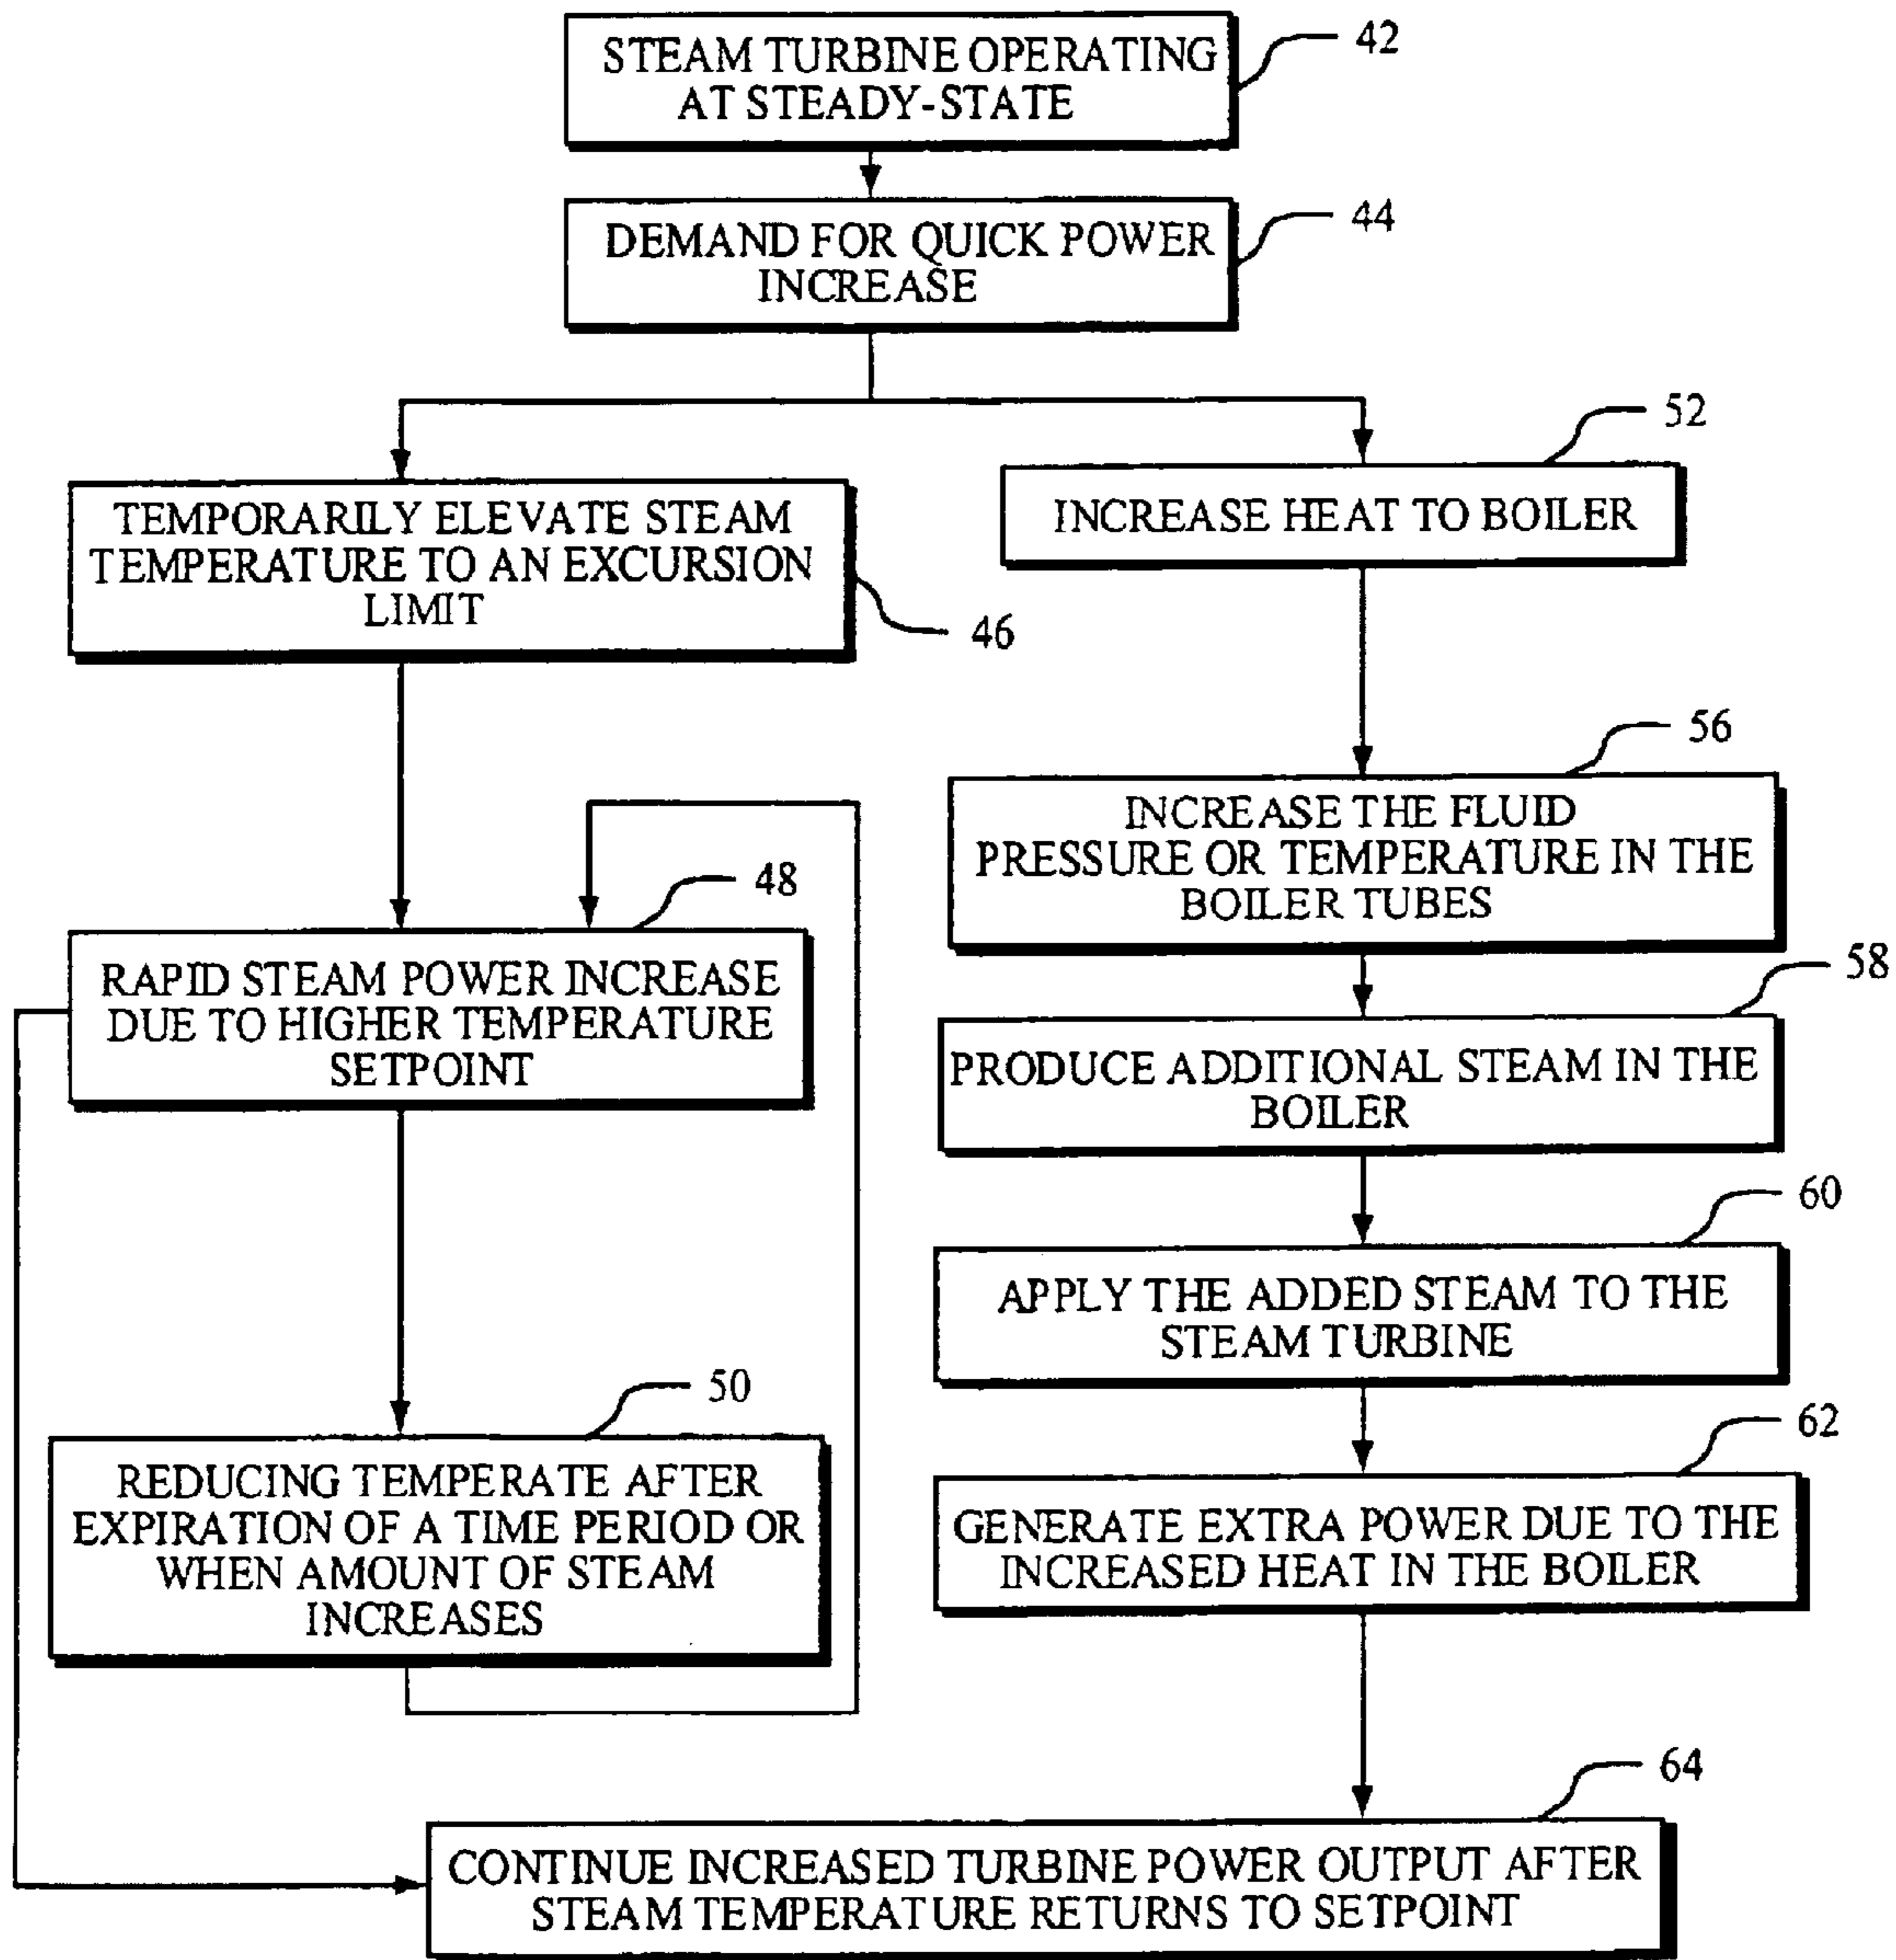 STEAM TURBINE OPERATING
AT STEADY-STATE
42
DEMAND FOR QUICK POWER
INCREASE
44
TEMPORARILY ELEVATE STEAM
TEMPERATURE TO AN EXCURSION
LIMIT
46
52
INCREASE HEAT TO BOILER
56
INCREASE THE FLUID
PRESSURE OR TEMPERATURE IN THE
BOILER TUBES
48
RAPID STEAM POWER INCREASE
DUE TO HIGHER TEMPERATURE
SETPOINT
58
PRODUCE ADDITIONAL STEAM IN THE
BOILER
60
APPLY THE ADDED STEAM TO THE
STEAM TURBINE
50
REDUCING TEMPERATE AFTER
EXPIRATION OF A TIME PERIOD OR
WHEN AMOUNT OF STEAM
INCREASES
62
GENERATE EXTRA POWER DUE TO THE
INCREASED HEAT IN THE BOILER
64
CONTINUE INCREASED TURBINE POWER OUTPUT AFTER
STEAM TEMPERATURE RETURNS TO SETPOINT